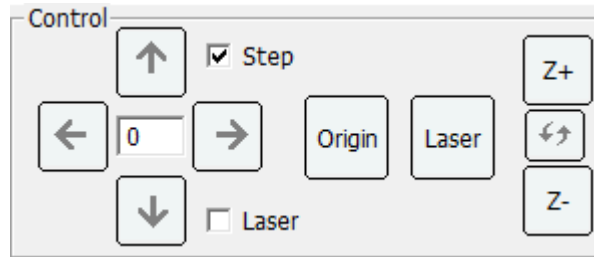 Control
Step
Z+
0
Origin
Laser
Z-
Laser